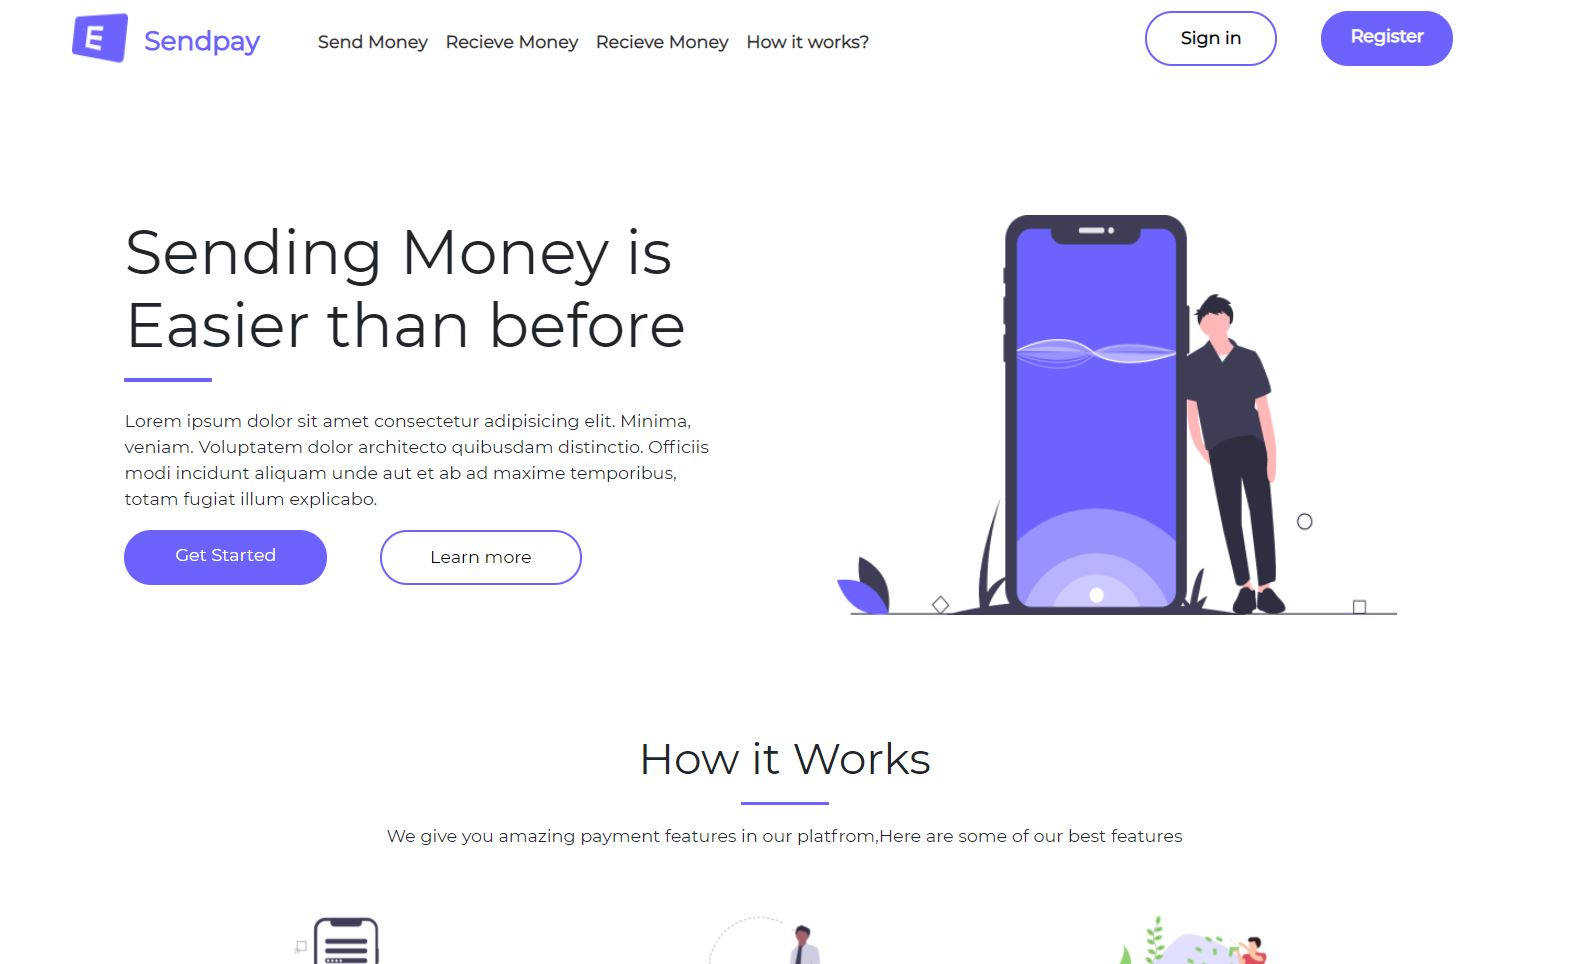 E Sendpay Send Money Recieve Money Recieve Money How it works? Sign in Register
Sending Money is
Easier than before
Lorem ipsum dolor sit amet consectetur adipisicing elit. Minima,
veniam. Voluptatem dolor architecto quibusdam distinctio. Officiis
modi incidunt aliquam unde aut et ab ad maxime temporibus,
totam fugiat illum explicabo.
Get Started Learn more
How it Works
We give you amazing payment features in our platfrom,Here are some of our best features